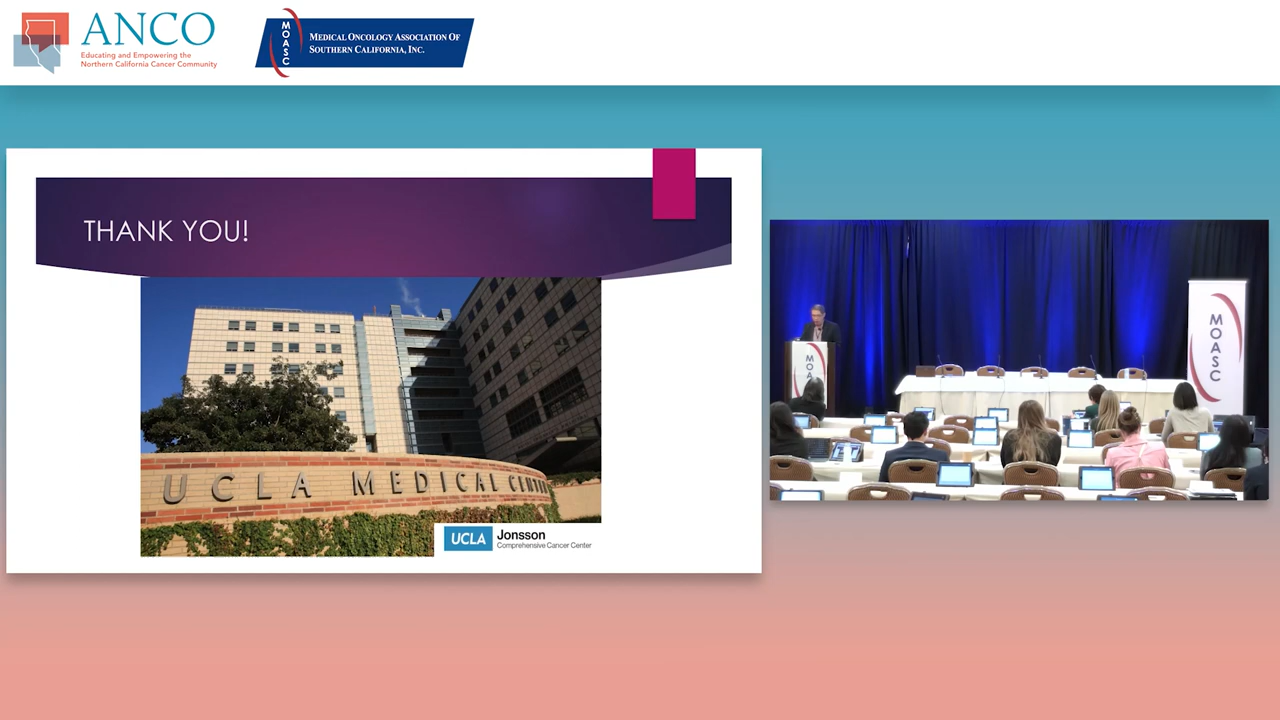 ANCO
Educating and Empowering the
Northern California Cancer Community
MOASC
MEDICAL ONCOLOGY ASSOCIATION OF
SOUTHERN CALIFORNIA, INC.
THANK YOU!
UCLA MEDICAL CENTER
UCLA Jonsson
Comprehensive Cancer Center
MOASC